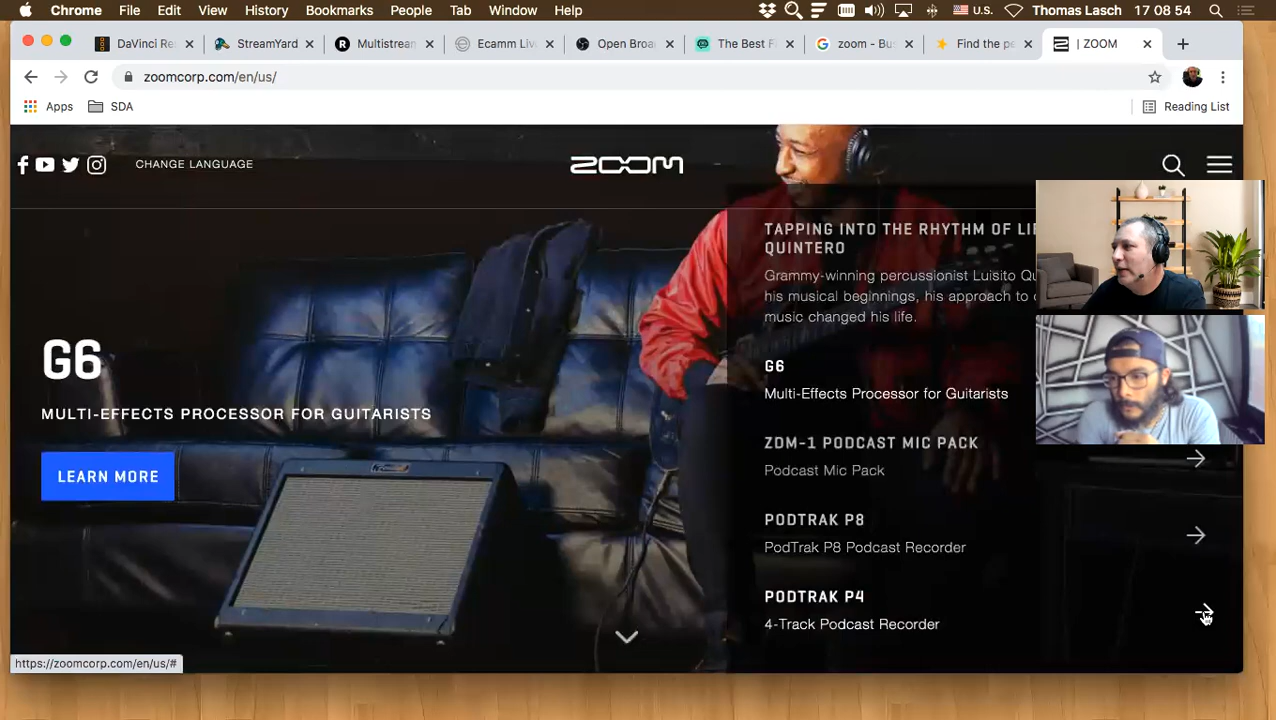 Chrome File Edit View History Bookmarks People Tab Window Help U.S. Thomas Lasch 17 08 54
DaVinci Re StreamYard Multistrean Ecamm Liv Open Broa The Best F zoom - Bu Find the pe | ZOOM
zoomcorp.com/en/us/
Apps SDA Reading List
CHANGE LANGUAGE
ZOOM
G6
MULTI-EFFECTS PROCESSOR FOR GUITARISTS
LEARN MORE
TAPPING INTO THE RHYTHM OF LI
QUINTERO
Grammy-winning percussionist Luisito Qu
his musical beginnings, his approach to
music changed his life.
G6
Multi-Effects Processor for Guitarists
ZDM-1 PODCAST MIC PACK
Podcast Mic Pack
PODTRAK P8
PodTrak P8 Podcast Recorder
PODTRAK P4
4-Track Podcast Recorder
https://zoomcorp.com/en/us/#